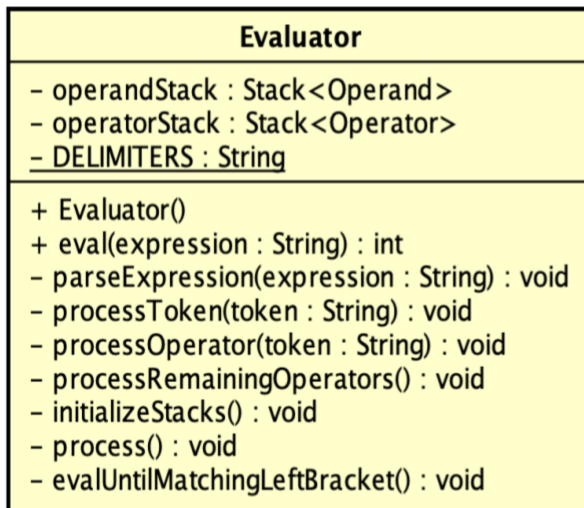 Evaluator
– operandStack : Stack<Operand>
– operatorStack : Stack<Operator>
– DELIMITERS : String
+ Evaluator()
+ eval(expression : String) : int
– parseExpression(expression : String) : void
– processToken(token : String) : void
– processOperator(token : String) : void
– processRemainingOperators() : void
– initializeStacks() : void
– process() : void
– evalUntilMatchingLeftBracket() : void